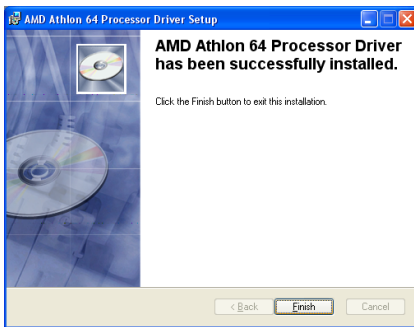 AMD Athlon 64 Processor Driver Setup
AMD Athlon 64 Processor Driver
has been successfully installed.
Click the Finish button to exit this installation.
< Back Finish Cancel